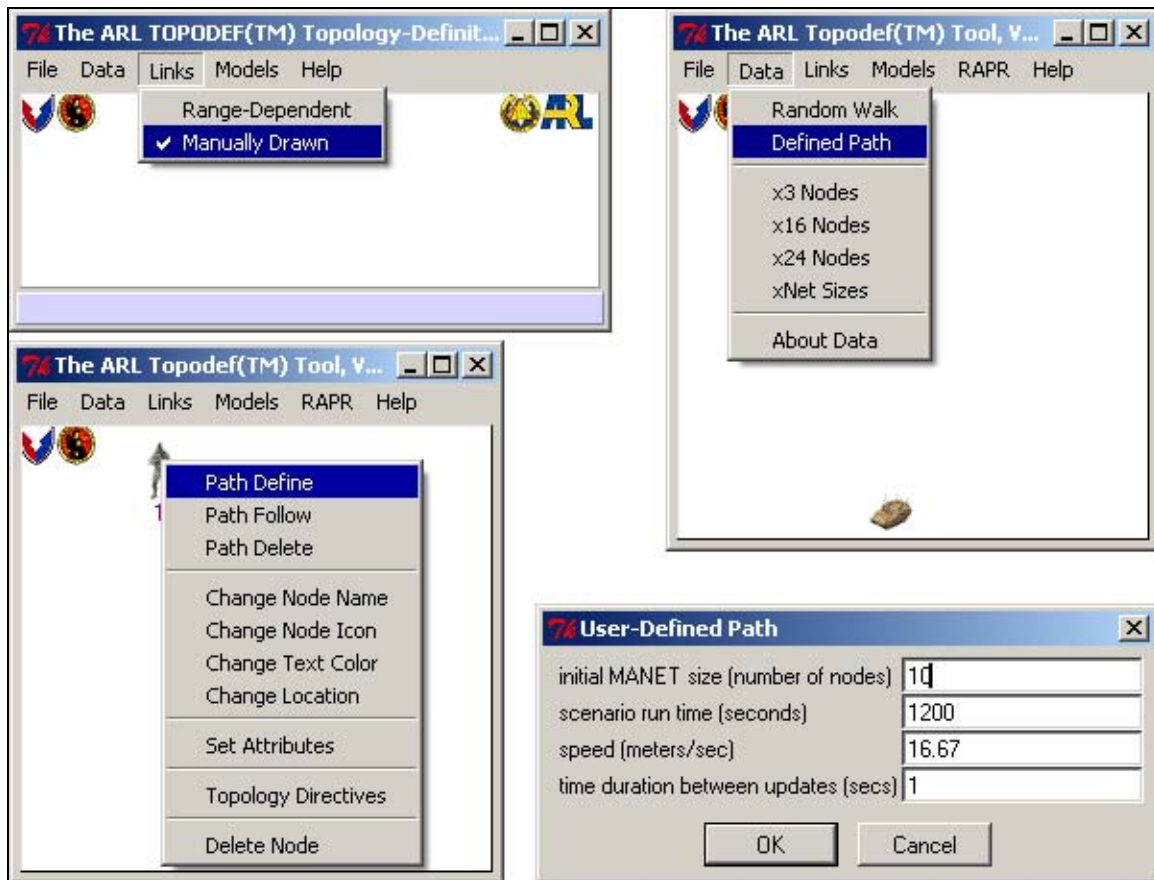 The ARL TOPODEF(TM) Topology-Definit...
File Data Links Models Help
Range-Dependent
✓ Manually Drawn
ARL
The ARL Topodef(TM) Tool, V...
File Data Links Models RAPR Help
Random Walk
Defined Path
x3 Nodes
x16 Nodes
x24 Nodes
xNet Sizes
About Data
The ARL Topodef(TM) Tool, V...
File Data Links Models RAPR Help
1
Path Define
Path Follow
Path Delete
Change Node Name
Change Node Icon
Change Text Color
Change Location
Set Attributes
Topology Directives
Delete Node
User-Defined Path
initial MANET size (number of nodes) 10
scenario run time (seconds) 1200
speed (meters/sec) 16.67
time duration between updates (secs) 1
OK Cancel